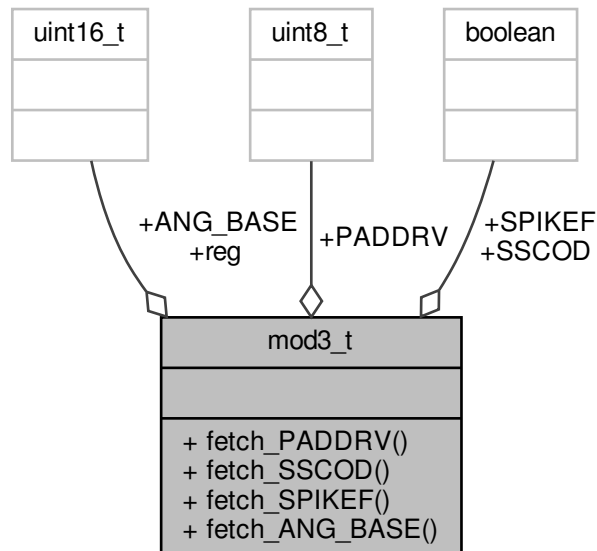 uint16_t
uint8_t
boolean
+ANG_BASE
+reg
+PADDRV
+SPIKEF
+SSCOD
mod3_t
+ fetch_PADDRV()
+ fetch_SSCOD()
+ fetch_SPIKEF()
+ fetch_ANG_BASE()